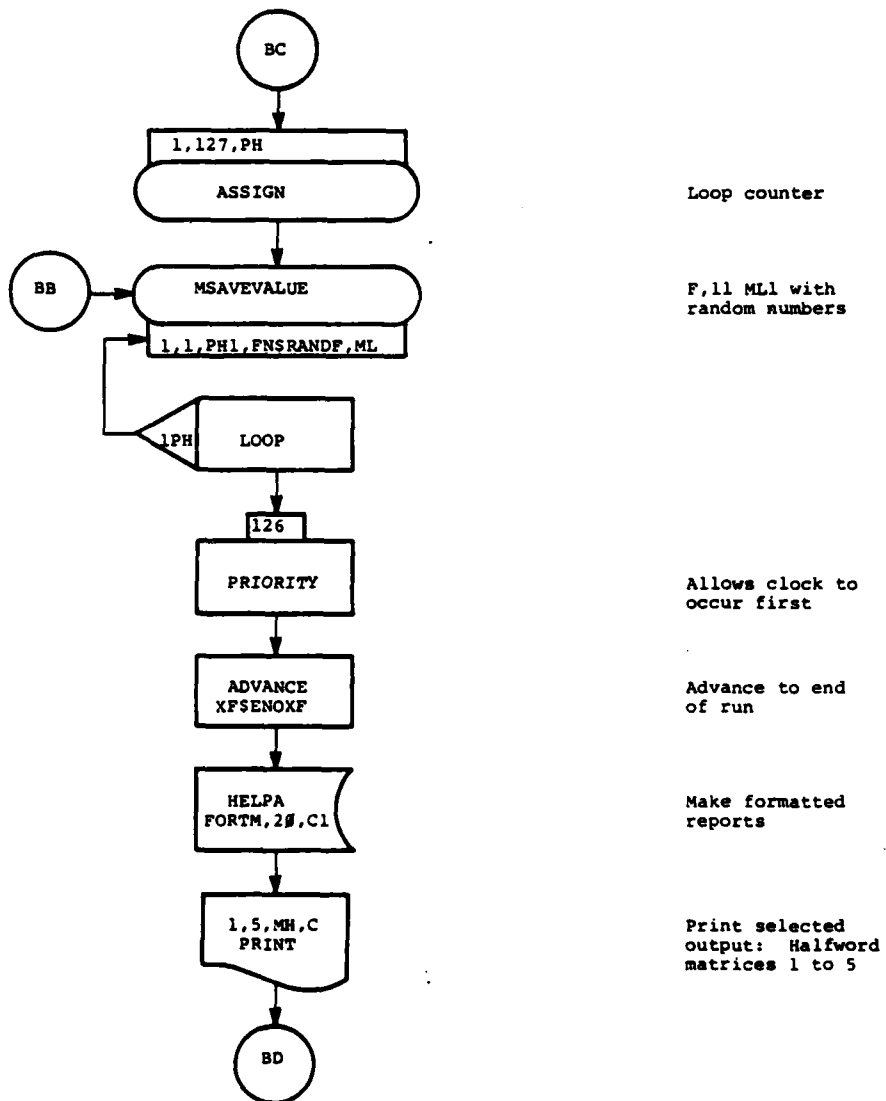 BC
1,127,PH
ASSIGN
Loop counter
BB
MSAVEVALUE
F,11 ML1 with
random numbers
1,1,PH1,FN$RANDF,ML
1PH
LOOP
126
PRIORITY
Allows clock to
occur first
ADVANCE
XF$ENOXF
Advance to end
of run
HELPA
FORTM,2Ø,C1
Make formatted
reports
1,5,MH,C
PRINT
Print selected
output: Halfword
matrices 1 to 5
BD